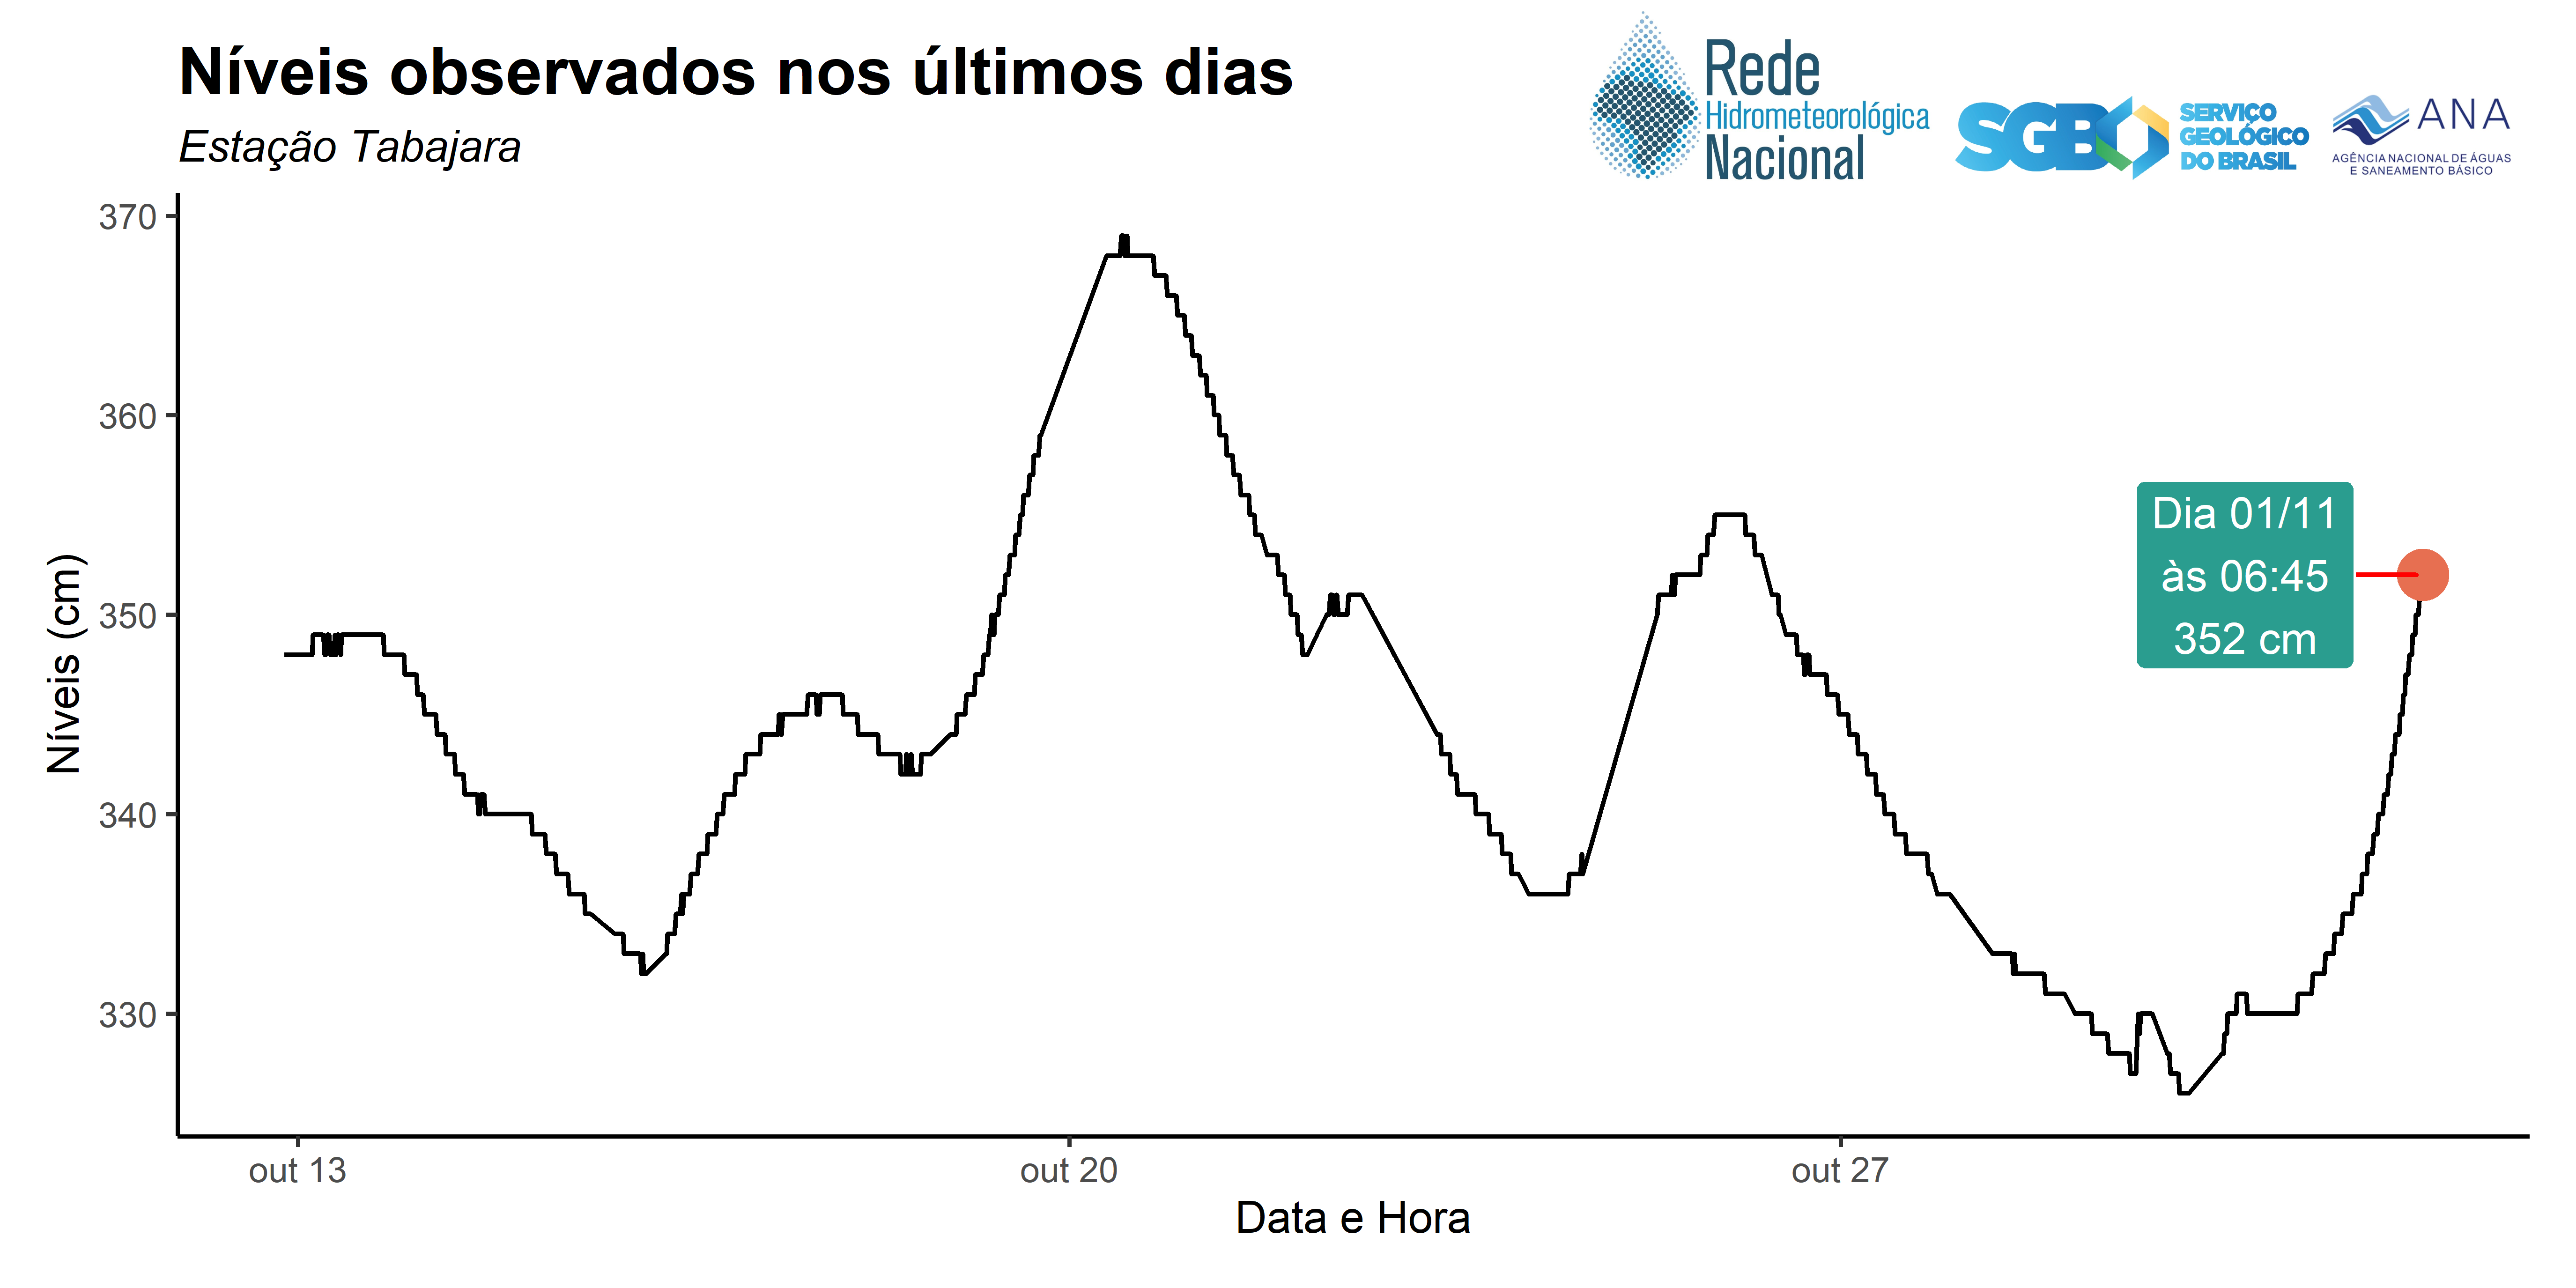 Níveis observados nos últimos dias
Estação Tabajara
Rede
Hidrometeorológica
Nacional
SGB
SERVIÇO
GEOLÓGICO
DO BRASIL
ANA
AGÊNCIA NACIONAL DE ÁGUAS
E SANEAMENTO BÁSICO
370
360
350
340
330
Níveis (cm)
Dia 01/11
às 06:45
352 cm
out 13
out 20
out 27
Data e Hora